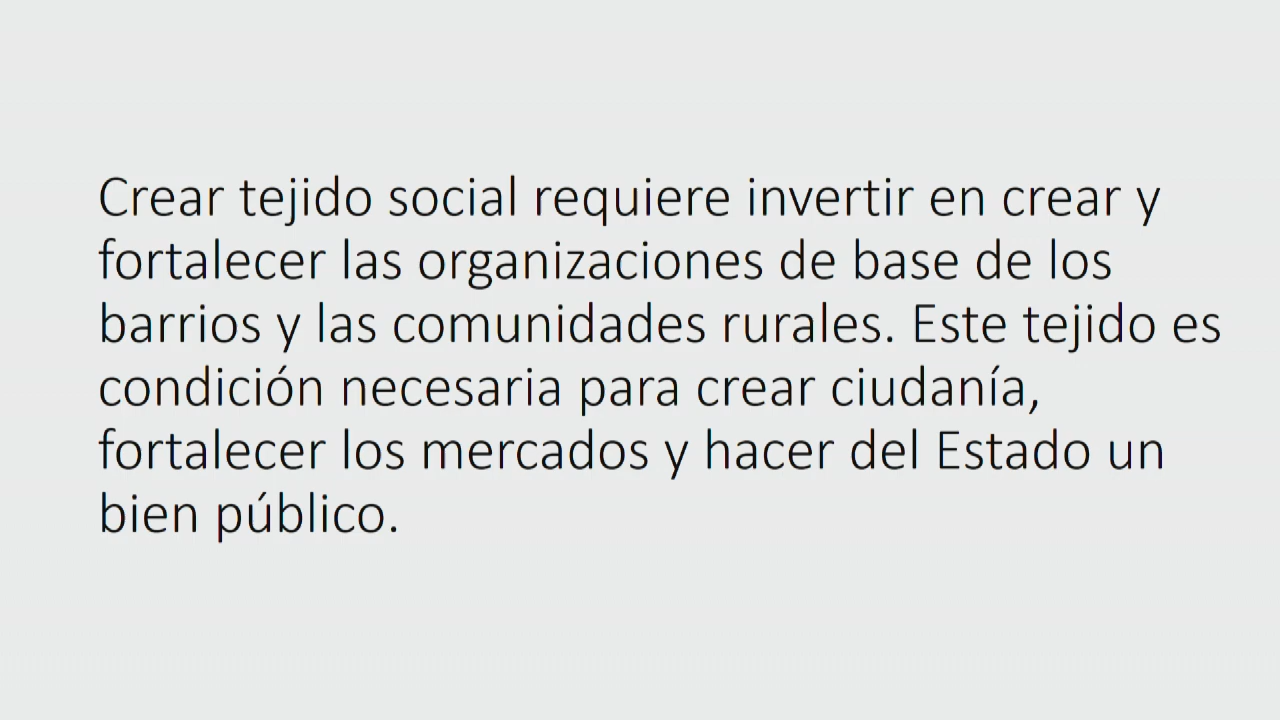 Crear tejido social requiere invertir en crear y
fortalecer las organizaciones de base de los
barrios y las comunidades rurales. Este tejido es
condición necesaria para crear ciudanía,
fortalecer los mercados y hacer del Estado un
bien público.